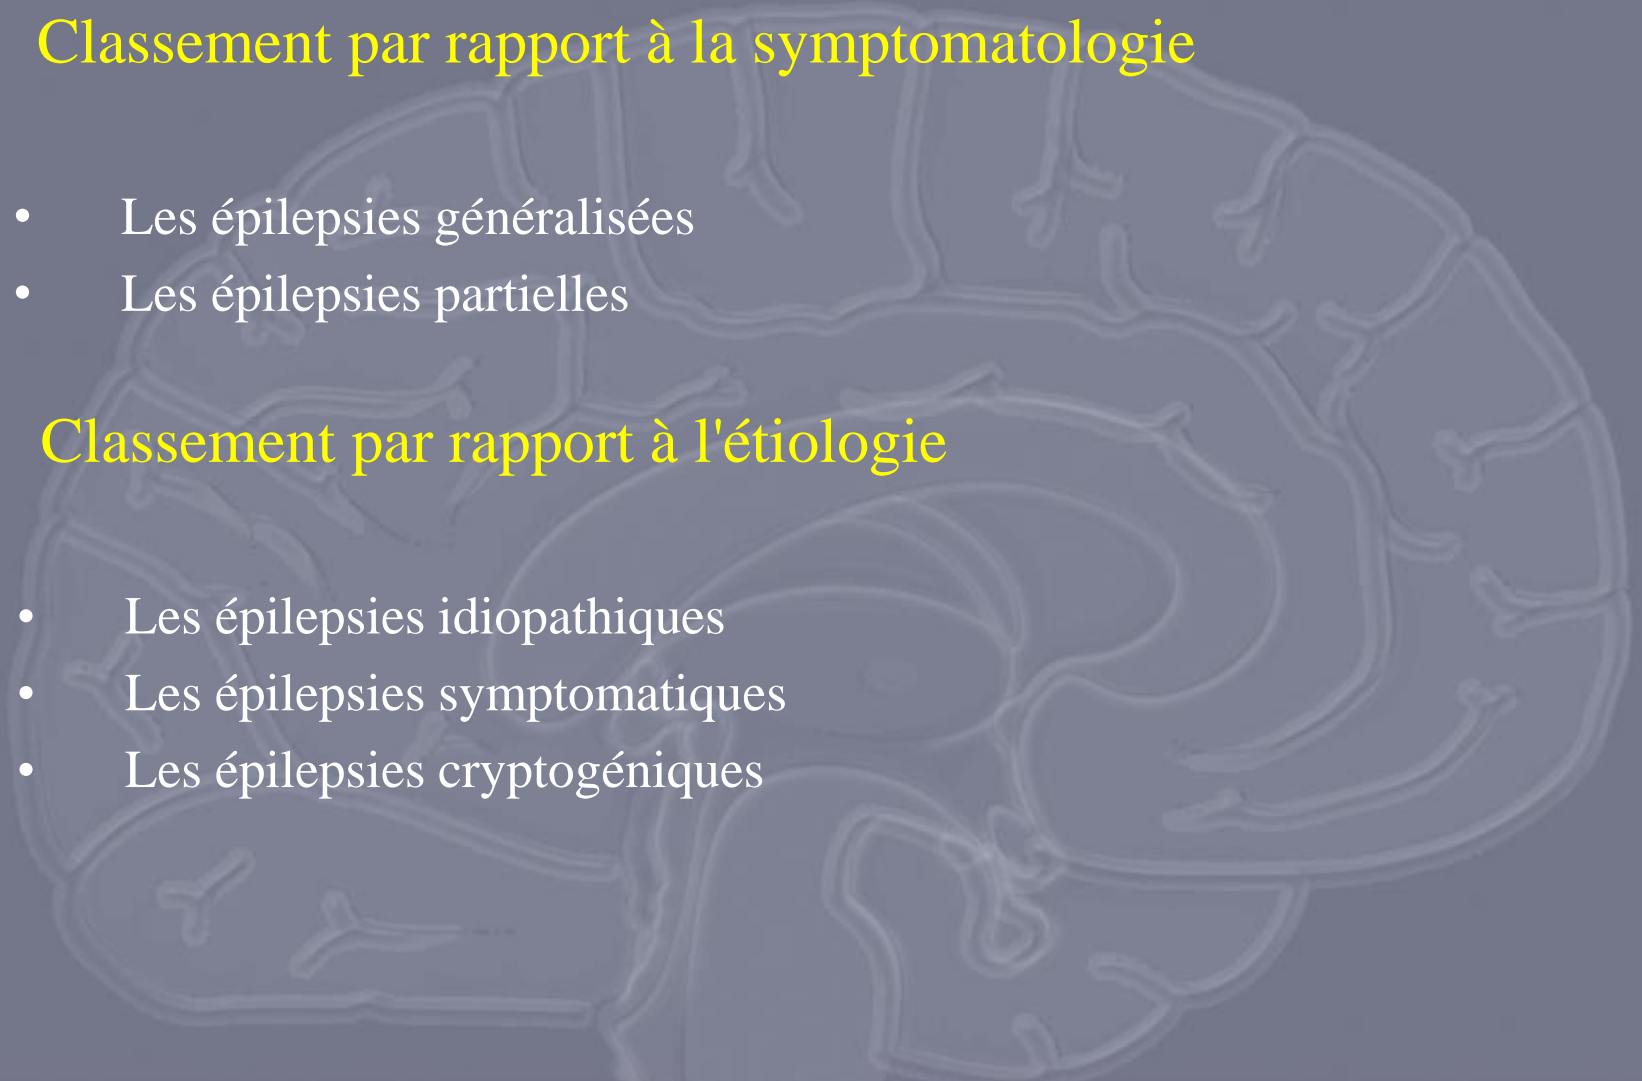 Classement par rapport à la symptomatologie
• Les épilepsies généralisées
• Les épilepsies partielles
Classement par rapport à l'étiologie
• Les épilepsies idiopathiques
• Les épilepsies symptomatiques
• Les épilepsies cryptogéniques